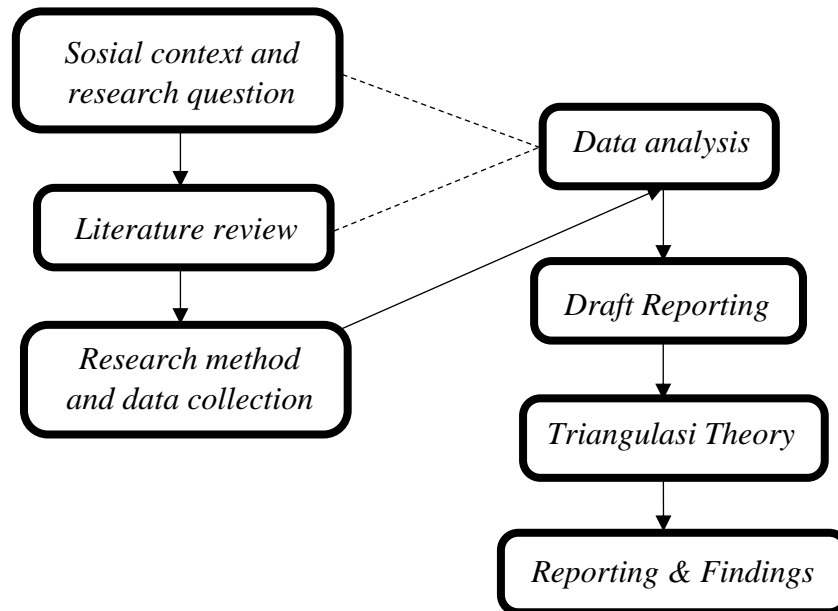 Sosial context and
research question
Literature review
Research method
and data collection
Data analysis
Draft Reporting
Triangulasi Theory
Reporting & Findings